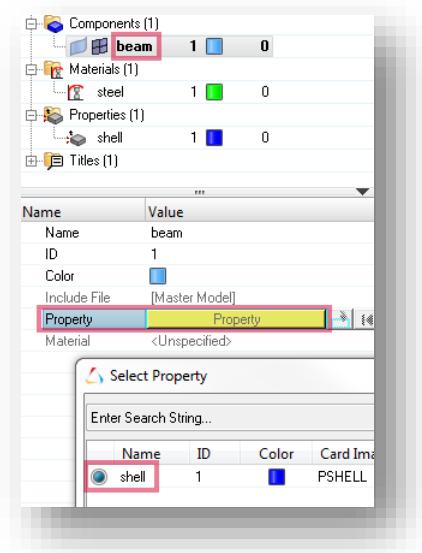 Components (1)
beam 1 0
Materials (1)
steel 1 0
Properties (1)
shell 1 0
Titles (1)
Name Value
Name beam
ID 1
Color
Include File [Master Model]
Property Property
Material <Unspecified>
Select Property
Enter Search String...
Name ID Color Card Ima
shell 1 PSHELL